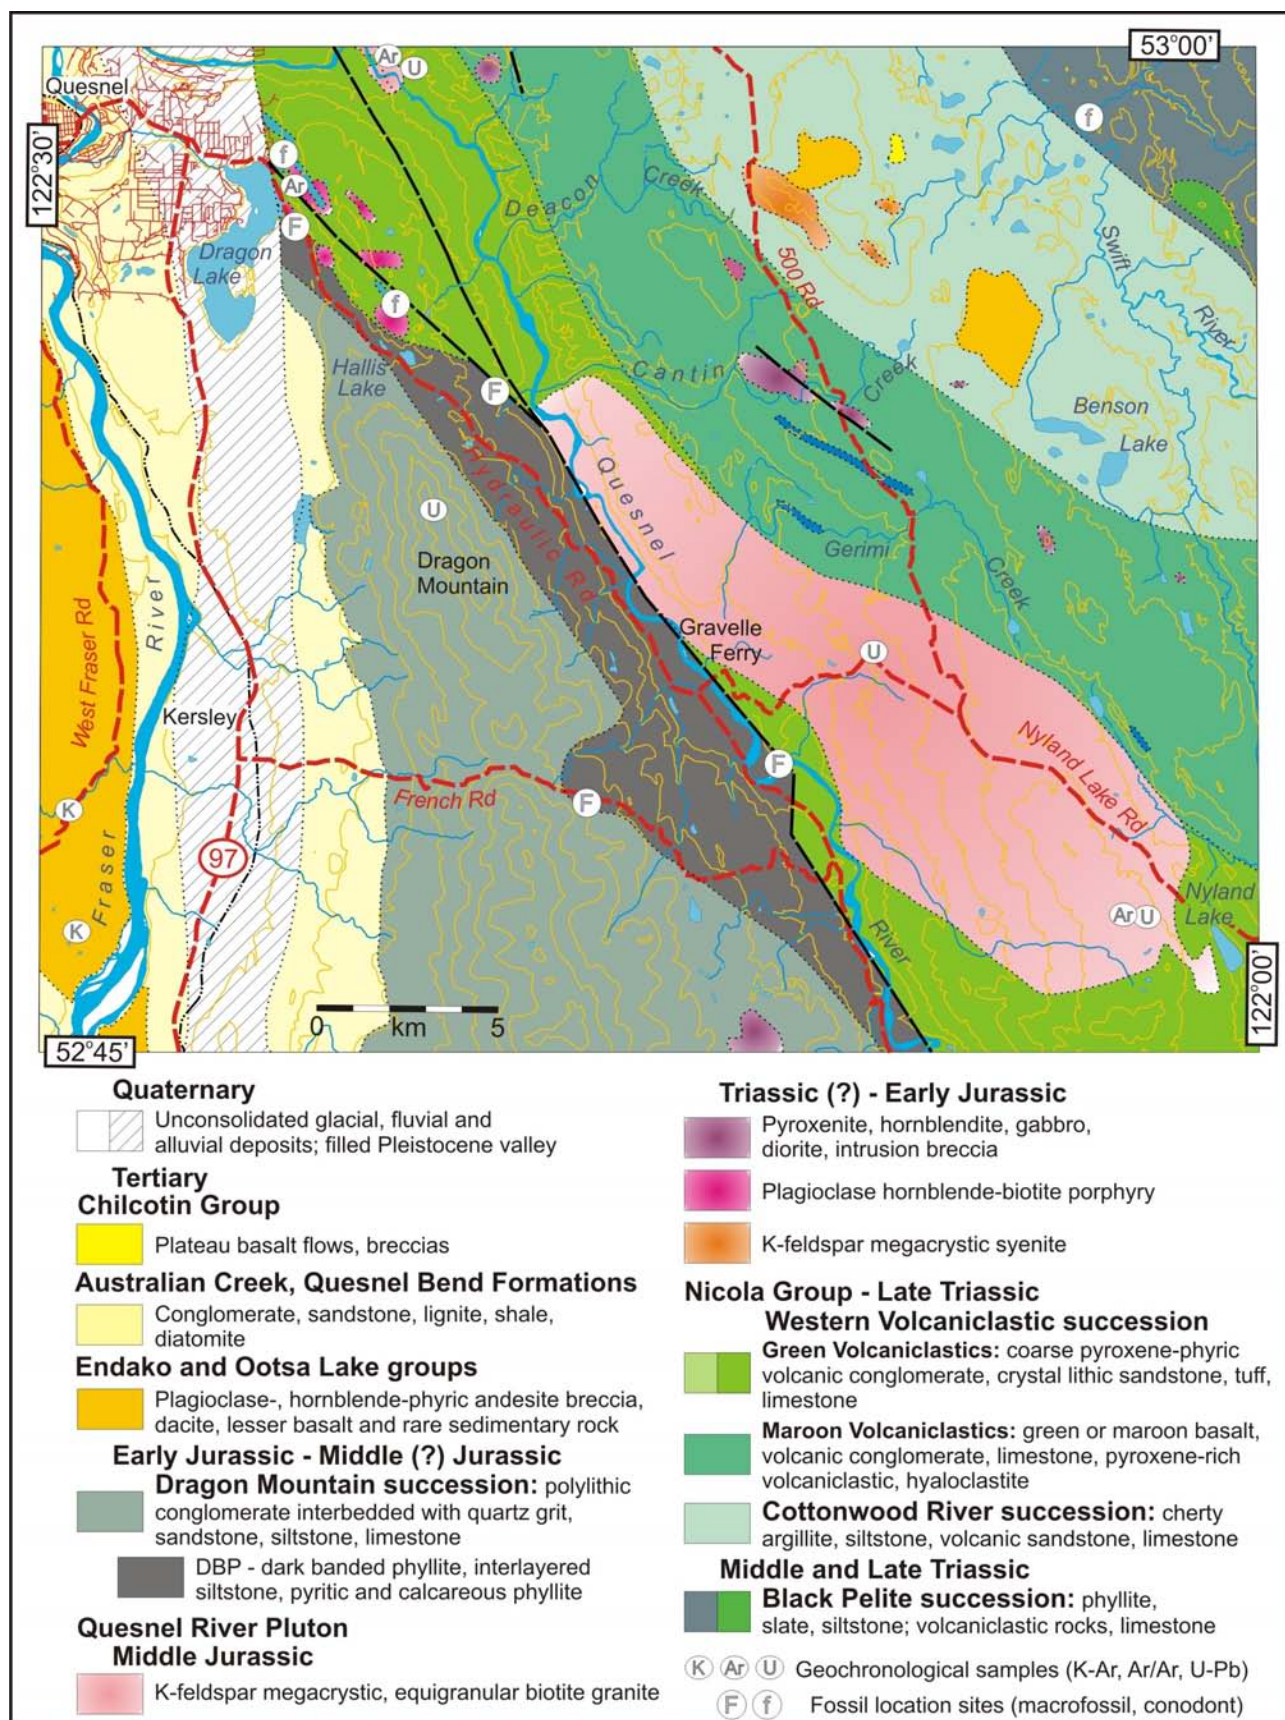 53°00'
Quesnel
Ar
U
f
122°30'
f
Ar
F
Deacon
Creek
Dragon
Lake
500 Rd
Swift
River
f
Hallis
Lake
F
Cantin
Creek
Benson
Lake
Hydraulic Rd
Quesnel
U
Dragon
Mountain
Gerimi
Creek
West Fraser Rd
River
Gravelle
Ferry
U
Kersley
Nyland Lake Rd
F
French Rd
F
K
97
Fraser
K
Ar U
Nyland
Lake
River
122°00'
0 km 5
52°45'
Quaternary
Unconsolidated glacial, fluvial and
alluvial deposits; filled Pleistocene valley
Tertiary
Chilcotin Group
Plateau basalt flows, breccias
Australian Creek, Quesnel Bend Formations
Conglomerate, sandstone, lignite, shale,
diatomite
Endako and Ootsa Lake groups
Plagioclase-, hornblende-phyric andesite breccia,
dacite, lesser basalt and rare sedimentary rock
Early Jurassic - Middle (?) Jurassic
Dragon Mountain succession: polylithic
conglomerate interbedded with quartz grit,
sandstone, siltstone, limestone
DBP - dark banded phyllite, interlayered
siltstone, pyritic and calcareous phyllite
Quesnel River Pluton
Middle Jurassic
K-feldspar megacrystic, equigranular biotite granite
Triassic (?) - Early Jurassic
Pyroxenite, hornblendite, gabbro,
diorite, intrusion breccia
Plagioclase hornblende-biotite porphyry
K-feldspar megacrystic syenite
Nicola Group - Late Triassic
Western Volcaniclastic succession
Green Volcaniclastics: coarse pyroxene-phyric
volcanic conglomerate, crystal lithic sandstone, tuff,
limestone
Maroon Volcaniclastics: green or maroon basalt,
volcanic conglomerate, limestone, pyroxene-rich
volcaniclastic, hyaloclastite
Cottonwood River succession: cherty
argillite, siltstone, volcanic sandstone, limestone
Middle and Late Triassic
Black Pelite succession: phyllite,
slate, siltstone; volcaniclastic rocks, limestone
K Ar U Geochronological samples (K-Ar, Ar/Ar, U-Pb)
F f Fossil location sites (macrofossil, conodont)